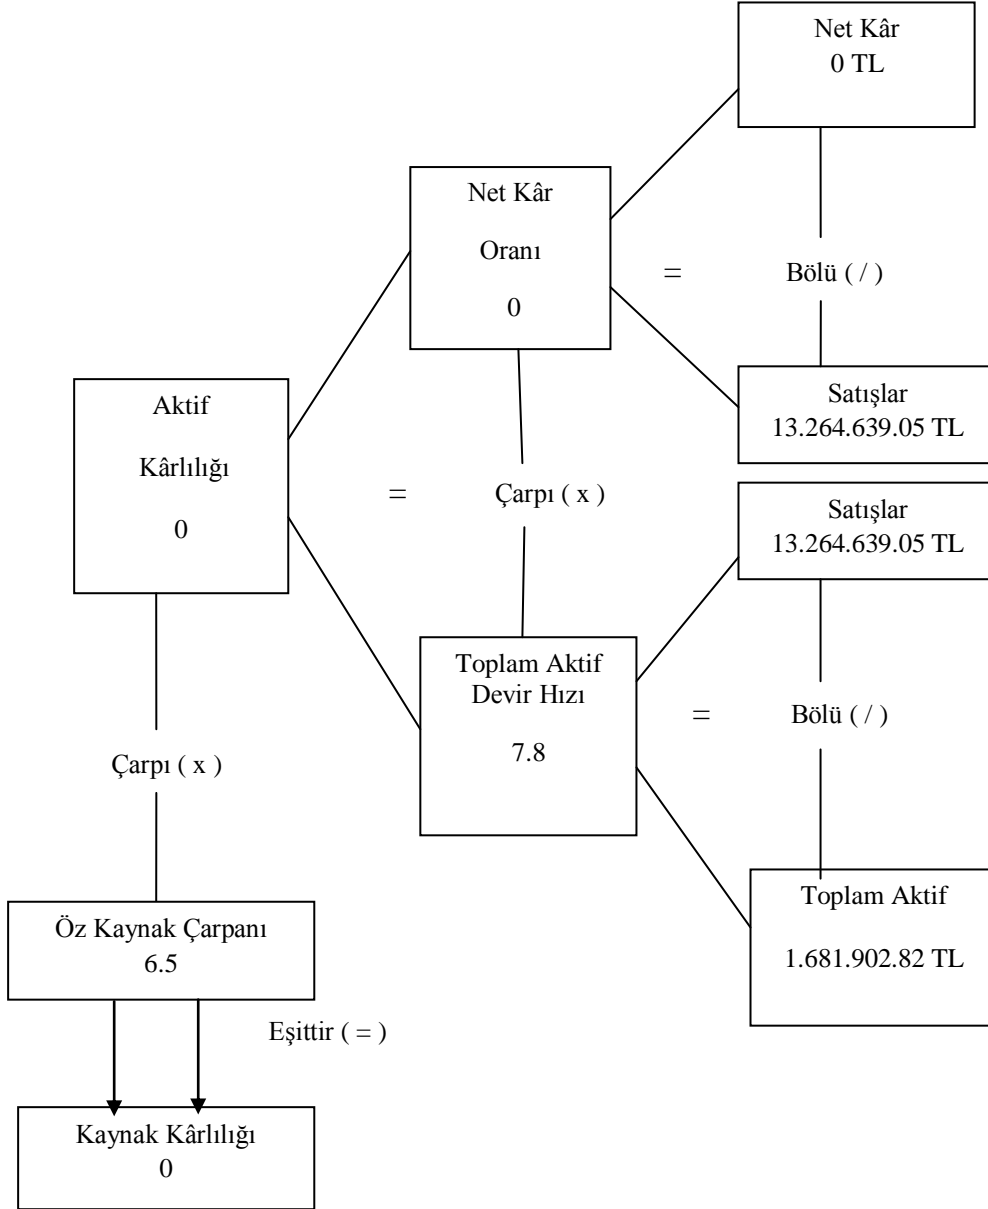 Net Kâr
0 TL
Net Kâr
Oranı
0
=
Bölü ( / )
Satışlar
13.264.639.05 TL
Aktif
Kârlılığı
0
=
Çarpı ( x )
Satışlar
13.264.639.05 TL
Toplam Aktif
Devir Hızı
7.8
=
Bölü ( / )
Çarpı ( x )
Toplam Aktif
1.681.902.82 TL
Öz Kaynak Çarpanı
6.5
Eşittir ( = )
Kaynak Kârlılığı
0